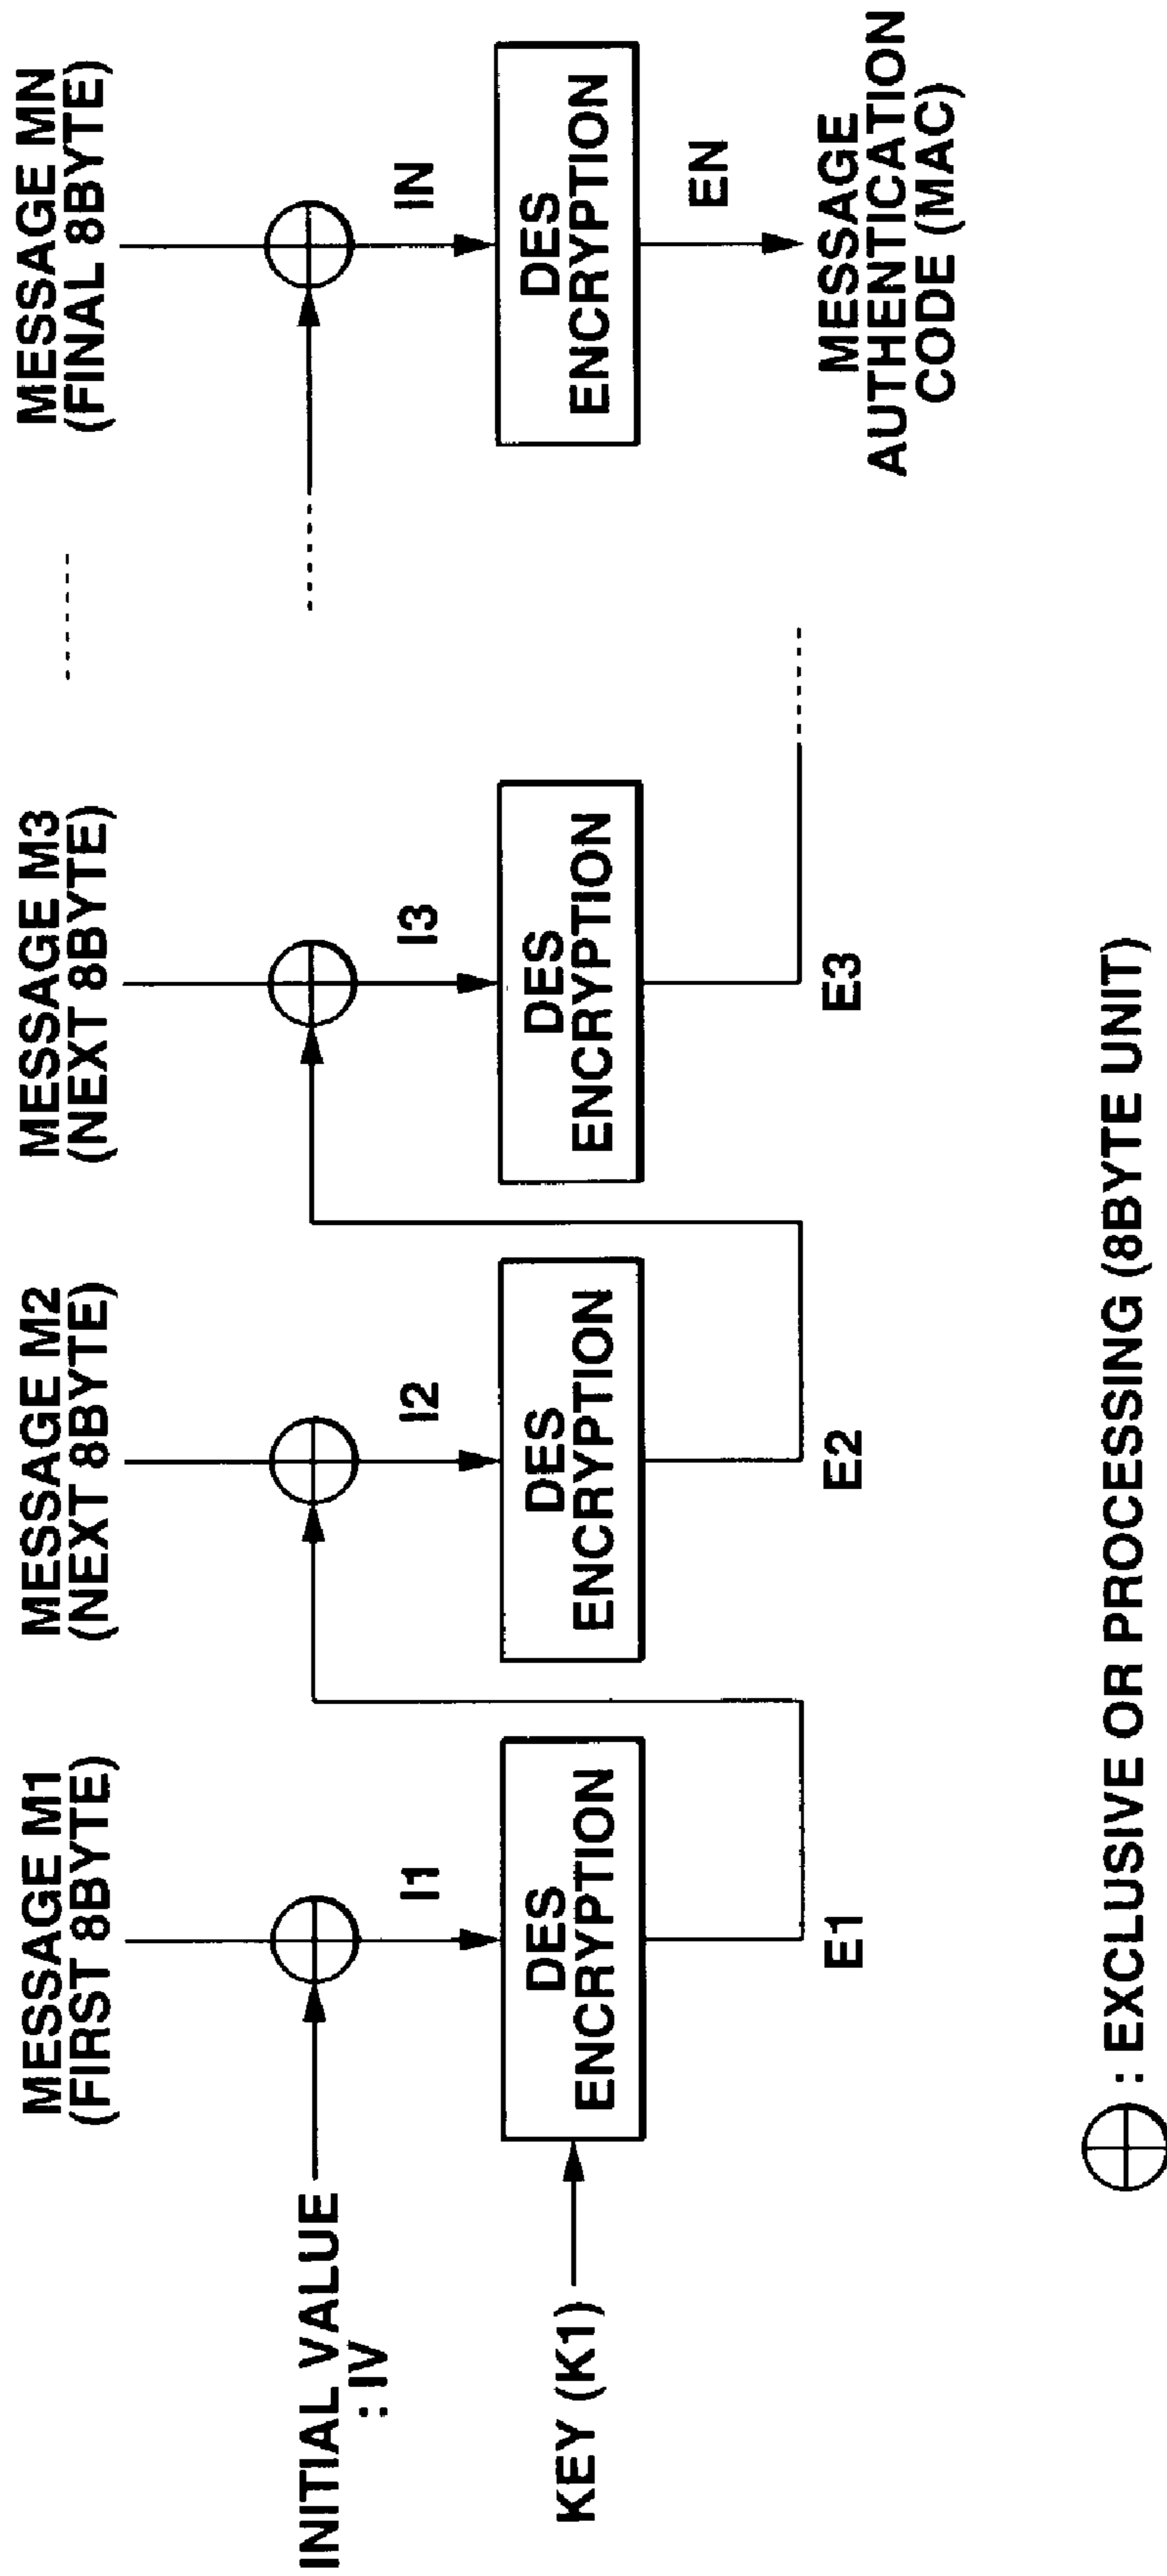 MESSAGE M1
(FIRST 8BYTE)
MESSAGE M2
(NEXT 8BYTE)
MESSAGE M3
(NEXT 8BYTE)
MESSAGE MN
(FINAL 8BYTE)
INITIAL VALUE
: IV
I1
I2
I3
IN
KEY (K1)
DES
ENCRYPTION
DES
ENCRYPTION
DES
ENCRYPTION
DES
ENCRYPTION
E1
E2
E3
EN
MESSAGE
AUTHENTICATION
CODE (MAC)
: EXCLUSIVE OR PROCESSING (8BYTE UNIT)